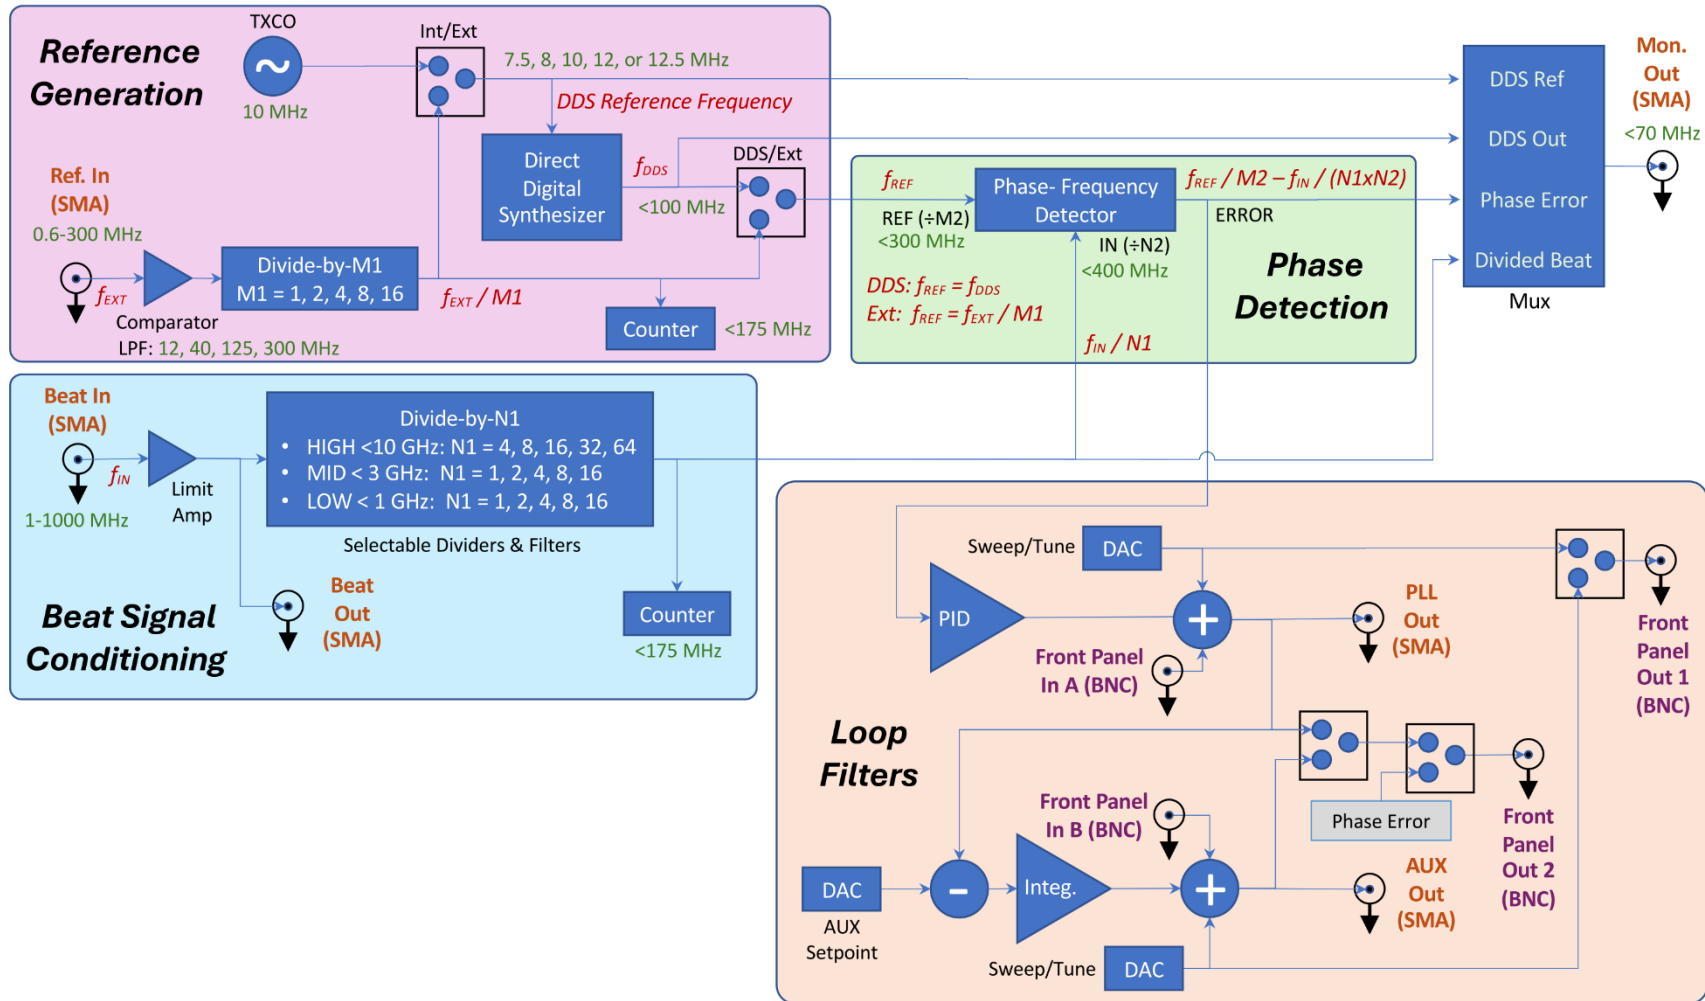 Reference
Generation
TXCO
10 MHz
Int/Ext
7.5, 8, 10, 12, or 12.5 MHz
DDS Reference Frequency
Direct
Digital
Synthesizer
fDDS
<100 MHz
DDS/Ext
Ref. In
(SMA)
0.6-300 MHz
fEXT
Comparator
LPF: 12, 40, 125, 300 MHz
Divide-by-M1
M1 = 1, 2, 4, 8, 16
fEXT / M1
Counter
<175 MHz
fREF
REF (÷M2)
<300 MHz
Phase- Frequency
Detector
IN (÷N2)
<400 MHz
fREF / M2 – fIN / (N1xN2)
ERROR
DDS: fREF = fDDS
Ext: fREF = fEXT / M1
fIN / N1
Phase
Detection
DDS Ref
DDS Out
Phase Error
Divided Beat
Mux
Mon.
Out
(SMA)
<70 MHz
Beat In
(SMA)
fIN
1-1000 MHz
Limit
Amp
Divide-by-N1
• HIGH <10 GHz: N1 = 4, 8, 16, 32, 64
• MID < 3 GHz: N1 = 1, 2, 4, 8, 16
• LOW < 1 GHz: N1 = 1, 2, 4, 8, 16
Selectable Dividers & Filters
Beat
Out
(SMA)
Counter
<175 MHz
Beat Signal
Conditioning
Sweep/Tune
DAC
PID
+
Front Panel
In A (BNC)
PLL
Out
(SMA)
Front
Panel
Out 1
(BNC)
Loop
Filters
Front Panel
In B (BNC)
Phase Error
Front
Panel
Out 2
(BNC)
DAC
AUX
Setpoint
-
Integ.
+
AUX
Out
(SMA)
Sweep/Tune
DAC